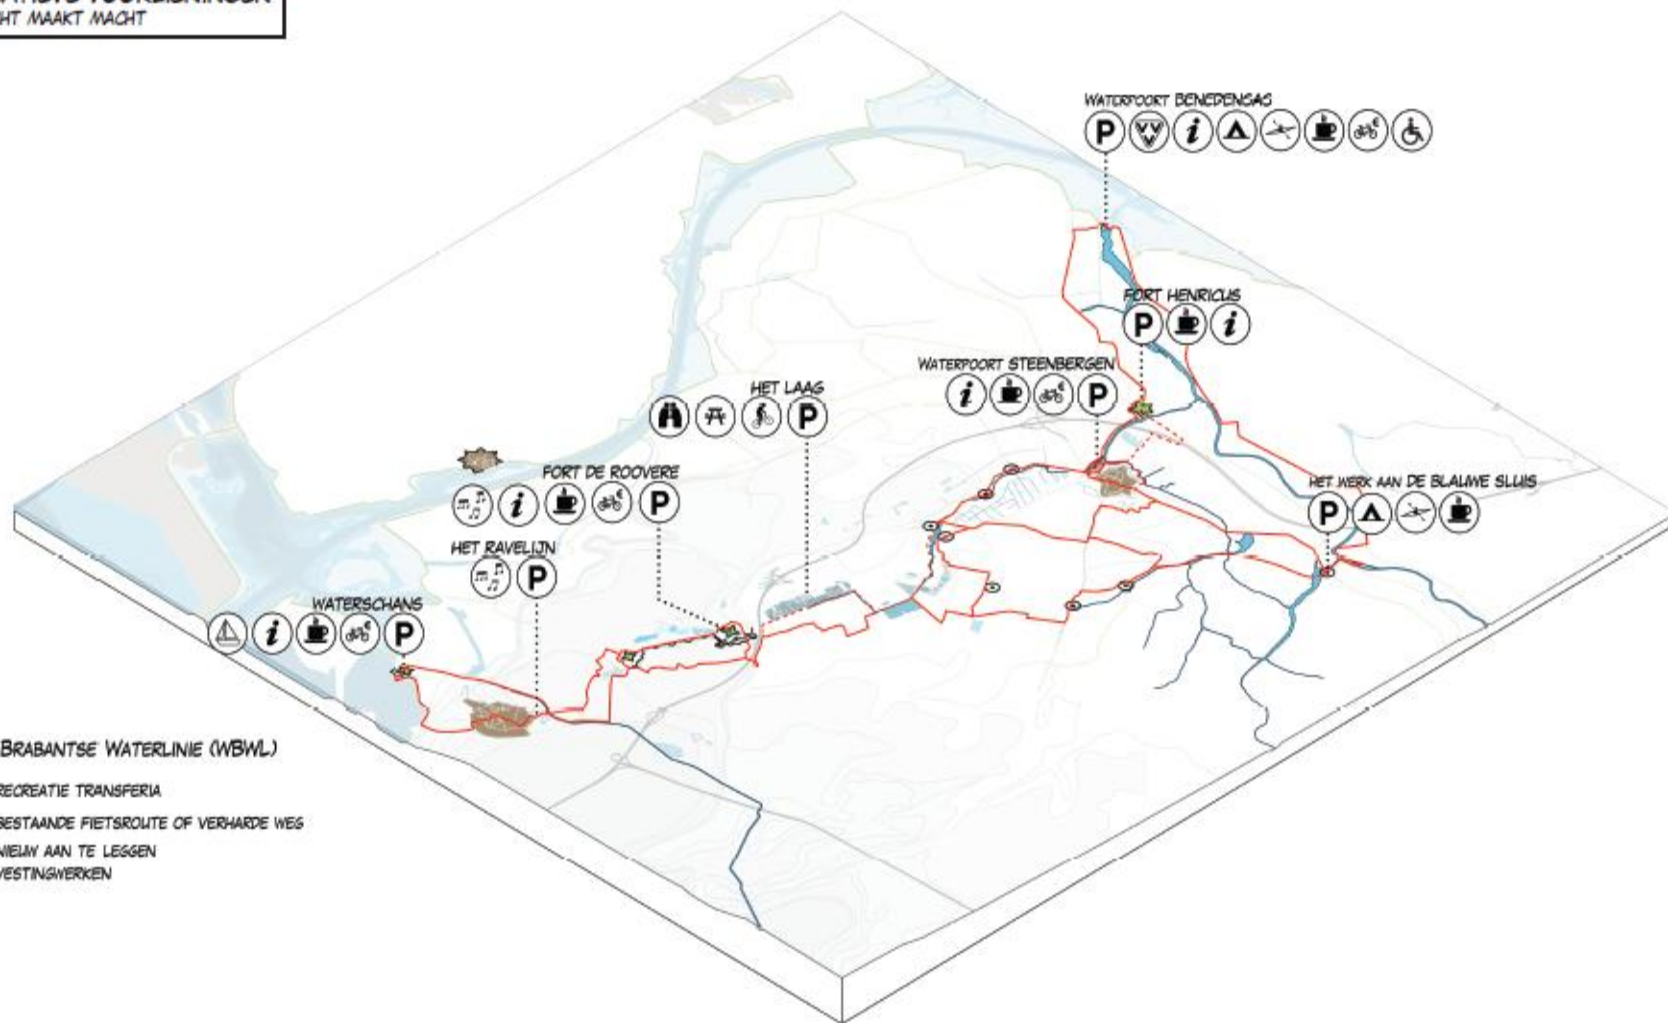 HT MAAKT MACHT
WATERPOORT BENEDENSAS
P i
FORT HENRICUS
P i
WATERPOORT STEENBERGEN
i € P
HET LAAG
P
FORT DE ROOVERE
i € P
HET WERK AAN DE BLAUWE SLUIS
P
HET RAVELIJN
P
WATERSCHANS
i € P
BRABANTSE WATERLINIE (WBWL)
RECREATIE TRANSFERIA
BESTAANDE FIETSROUTE OF VERHARDE WEG
NIEUW AAN TE LEGGEN
VESTINGWERKEN